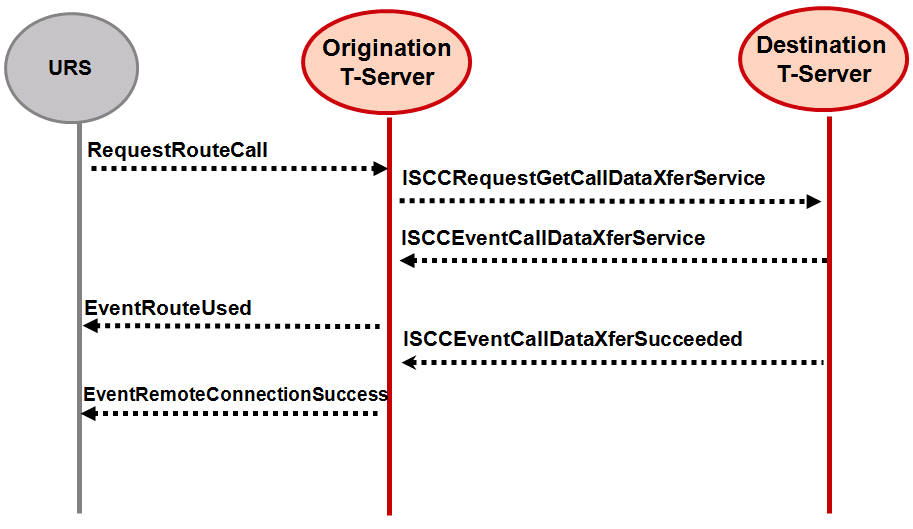 URS
Origination
T-Server
Destination
T-Server
RequestRouteCall
ISCCRequestGetCallDataXferService
ISCCEventCallDataXferService
EventRouteUsed
ISCCEventCallDataXferSucceeded
EventRemoteConnectionSuccess